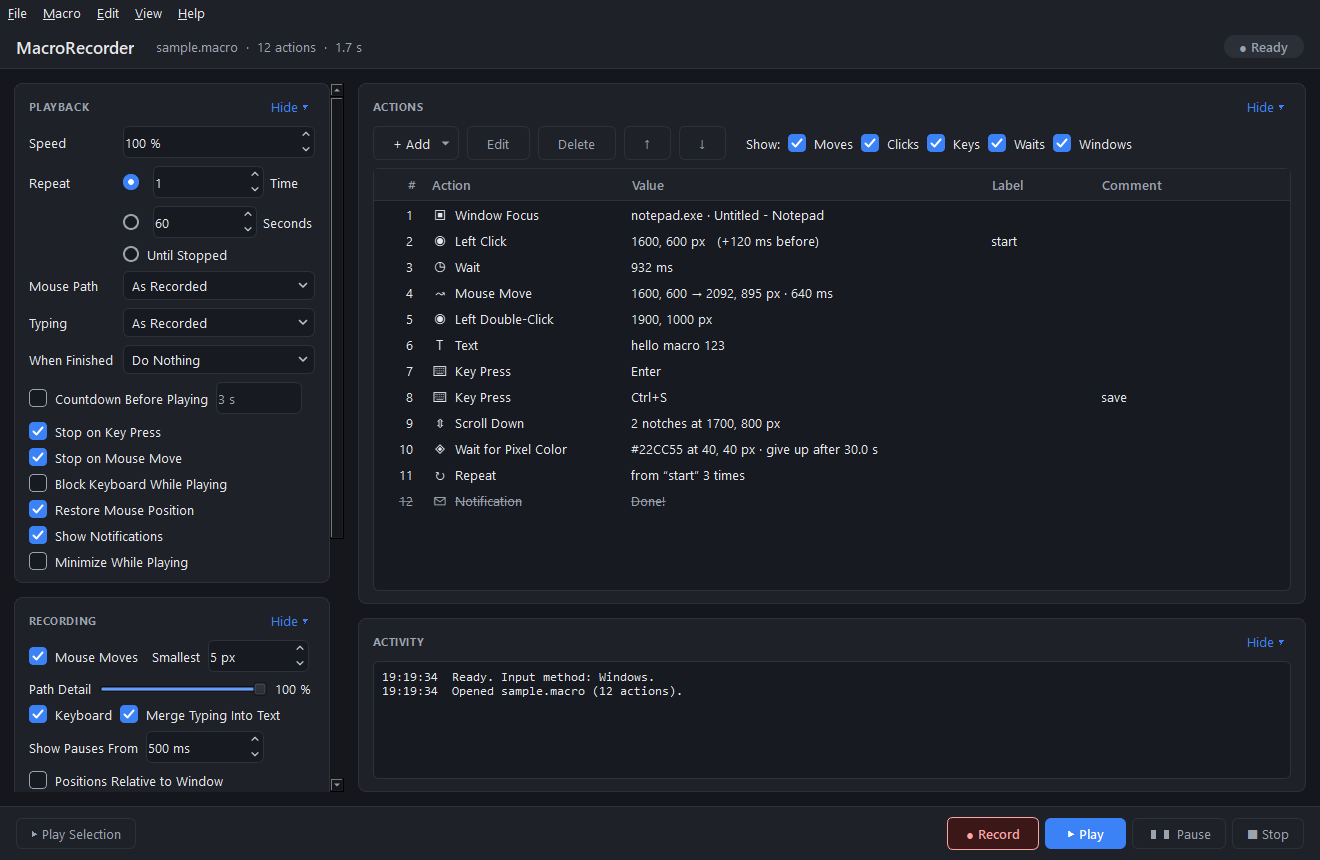 File Macro Edit View Help
MacroRecorder sample.macro · 12 actions · 1.7 s ● Ready
PLAYBACK Hide ▾
Speed 100 %
Repeat 1 Time
60 Seconds
Until Stopped
Mouse Path As Recorded
Typing As Recorded
When Finished Do Nothing
Countdown Before Playing 3 s
Stop on Key Press
Stop on Mouse Move
Block Keyboard While Playing
Restore Mouse Position
Show Notifications
Minimize While Playing
RECORDING Hide ▾
Mouse Moves Smallest 5 px
Path Detail 100 %
Keyboard Merge Typing Into Text
Show Pauses From 500 ms
Positions Relative to Window
ACTIONS Hide ▾
+ Add Edit Delete ↑ ↓ Show: Moves Clicks Keys Waits Windows
# Action Value Label Comment
1 Window Focus notepad.exe · Untitled - Notepad
2 Left Click 1600, 600 px (+120 ms before) start
3 Wait 932 ms
4 Mouse Move 1600, 600 → 2092, 895 px · 640 ms
5 Left Double-Click 1900, 1000 px
6 T Text hello macro 123
7 Key Press Enter
8 Key Press Ctrl+S save
9 Scroll Down 2 notches at 1700, 800 px
10 Wait for Pixel Color #22CC55 at 40, 40 px · give up after 30.0 s
11 Repeat from “start” 3 times
12 Notification Done!
ACTIVITY Hide ▾
19:19:34 Ready. Input method: Windows.
19:19:34 Opened sample.macro (12 actions).
Play Selection ● Record Play Pause Stop